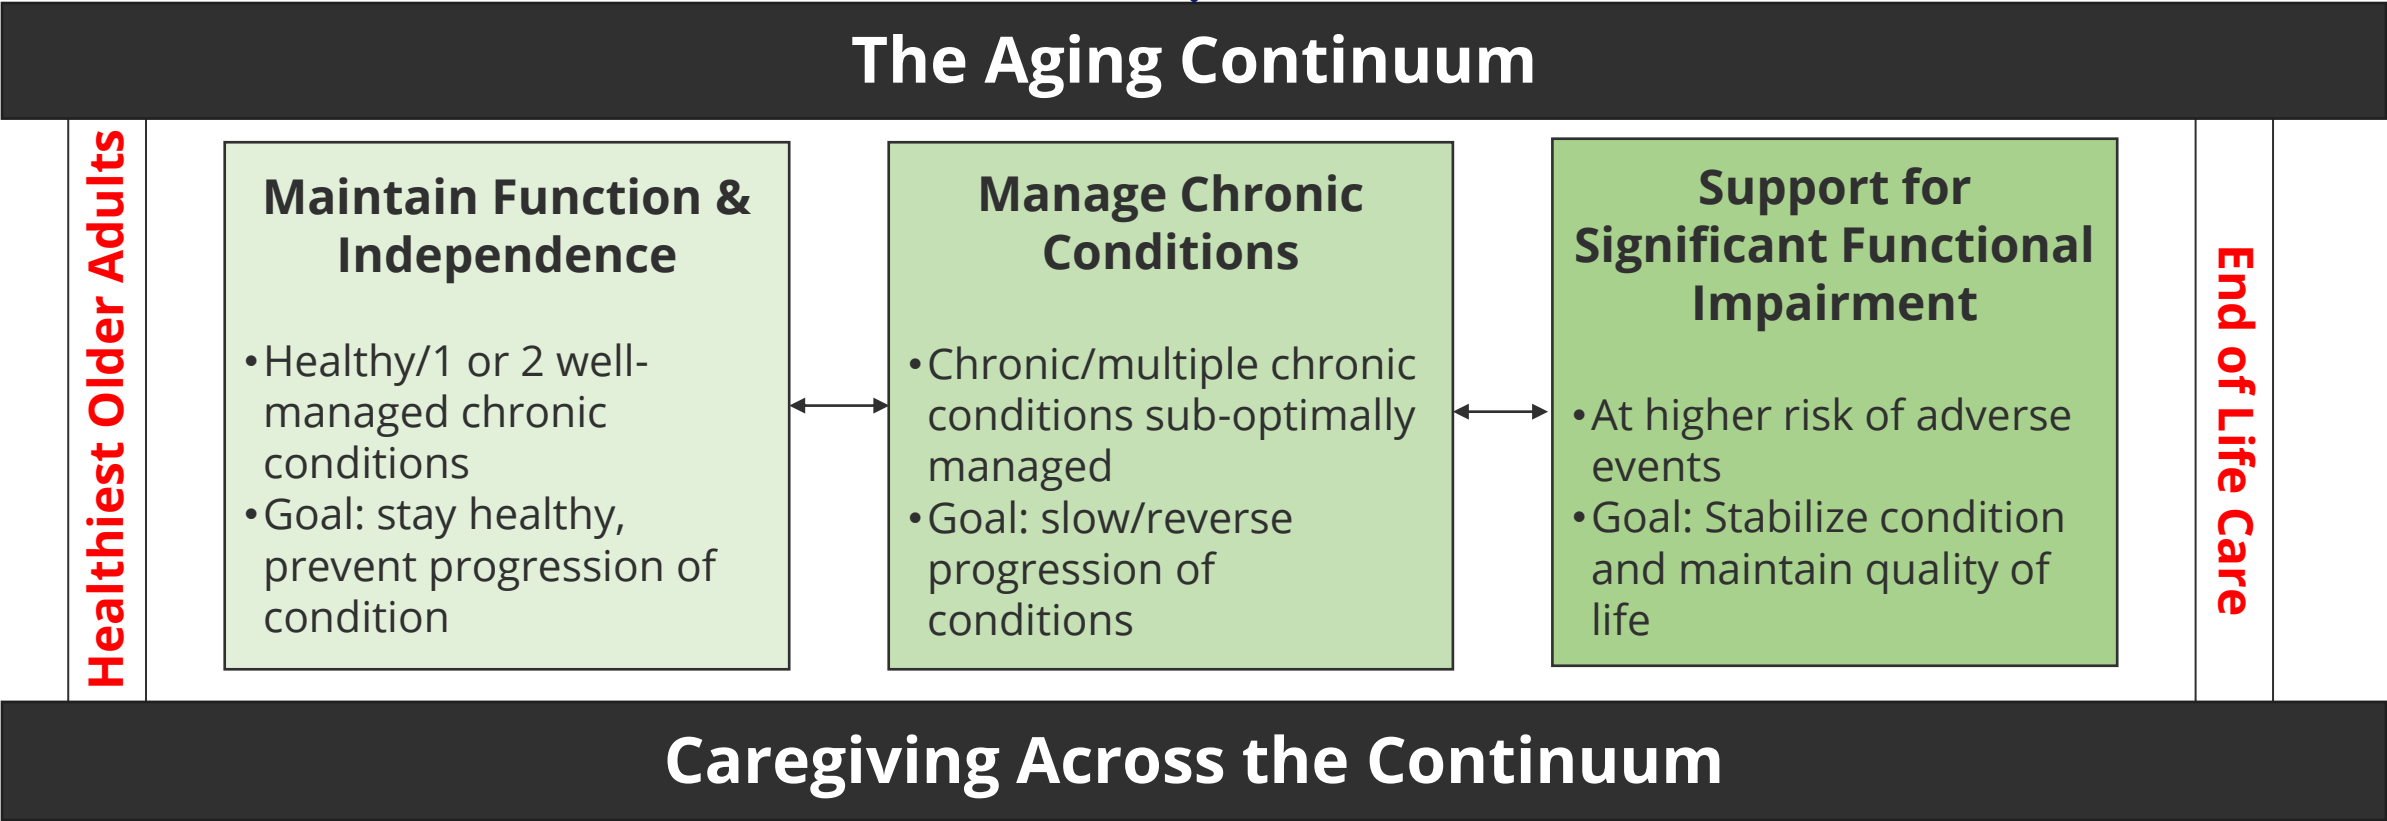 The Aging Continuum
Healthiest Older Adults
Maintain Function &
Independence
•Healthy/1 or 2 well-
managed chronic
conditions
•Goal: stay healthy,
prevent progression of
condition
Manage Chronic
Conditions
•Chronic/multiple chronic
conditions sub-optimally
managed
•Goal: slow/reverse
progression of
conditions
Support for
Significant Functional
Impairment
•At higher risk of adverse
events
•Goal: Stabilize condition
and maintain quality of
life
End of Life Care
Caregiving Across the Continuum